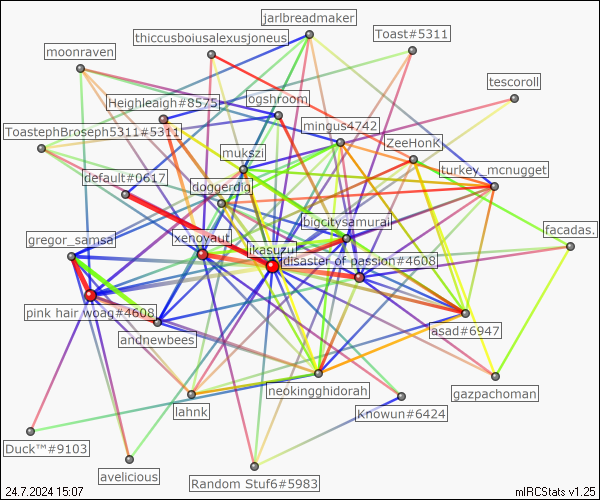 jarlbreadmaker
thiccusboiusalexusjoneus
Toast#5311
moonraven
tescoroll
Heighleaigh#8575
ogshroom
mingus4742
ToastephBroseph5311#5311
ZeeHonK
mukszi
turkey_mcnugget
default#0617
doggerdig
bigcitysamurai
facadas.
gregor_samsa
xenovaut
ikasuzu
disaster of passion#4608
pink hair woag#4608
andnewbees
asad#6947
neokingghidorah
gazpachoman
lahnk
Knowun#6424
Duck™#9103
avelicious
Random Stuf6#5983
24.7.2024 15:07
mIRCStats v1.25